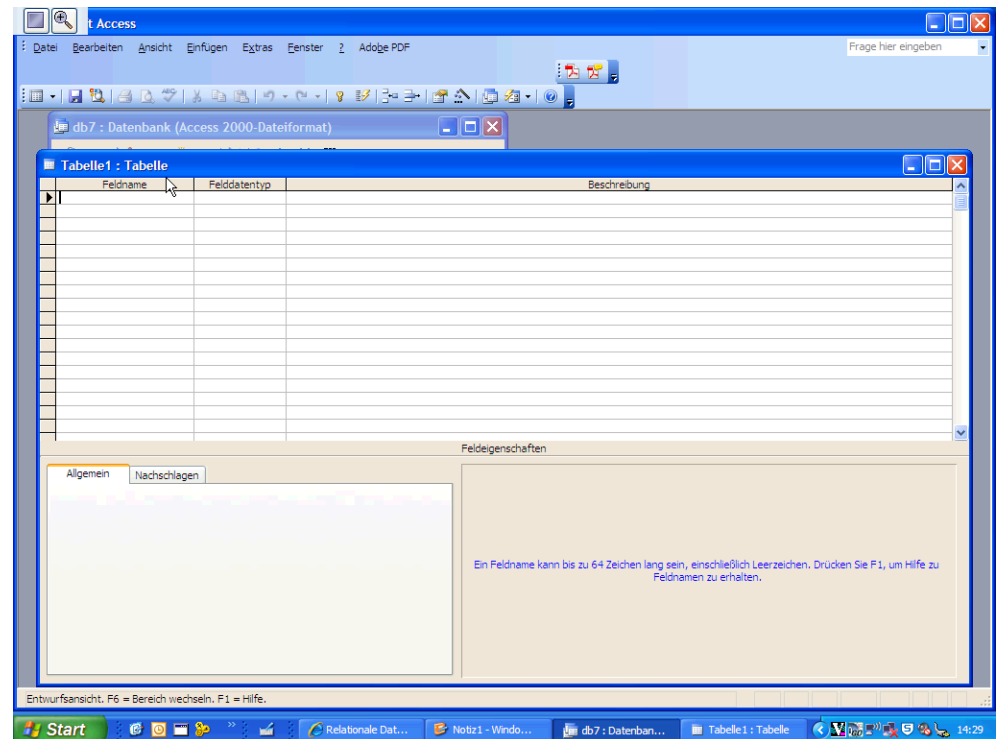 t Access
Datei Bearbeiten Ansicht Einfügen Extras Fenster ? Adobe PDF Frage hier eingeben
db7 : Datenbank (Access 2000-Dateiformat)
Tabelle1 : Tabelle
Feldname Felddatentyp Beschreibung
Feldeigenschaften
Allgemein Nachschlagen
Ein Feldname kann bis zu 64 Zeichen lang sein, einschließlich Leerzeichen. Drücken Sie F1, um Hilfe zu
Feldnamen zu erhalten.
Entwurfsansicht. F6 = Bereich wechseln. F1 = Hilfe.
Start Relationale Dat... Notiz1 - Windo... db7 : Datenban... Tabelle1 : Tabelle 14:29